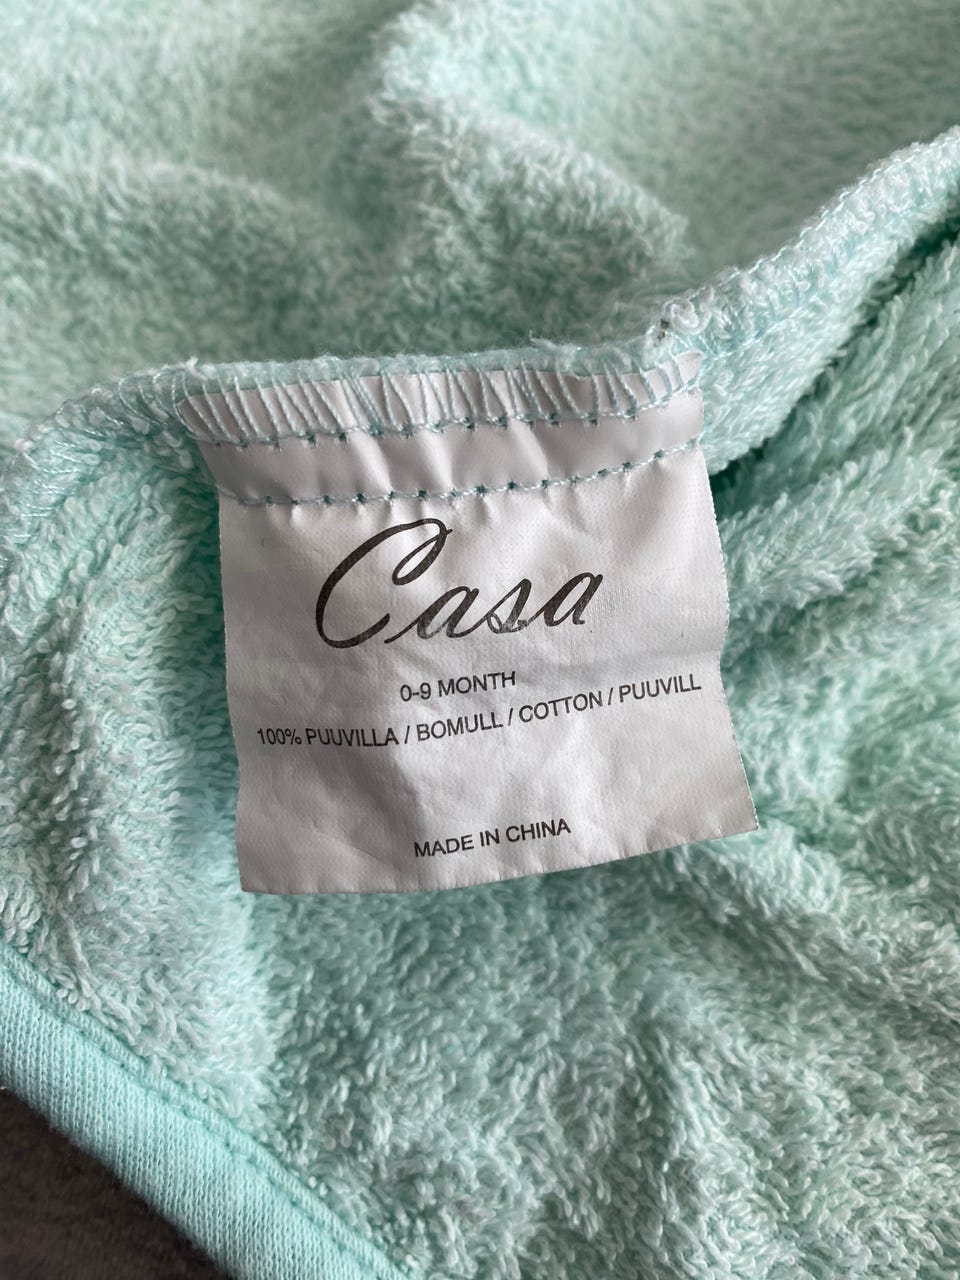 Casa
0-9 MONTH
100% PUUVILLA / BOMULL / COTTON / PUUVILL
MADE IN CHINA